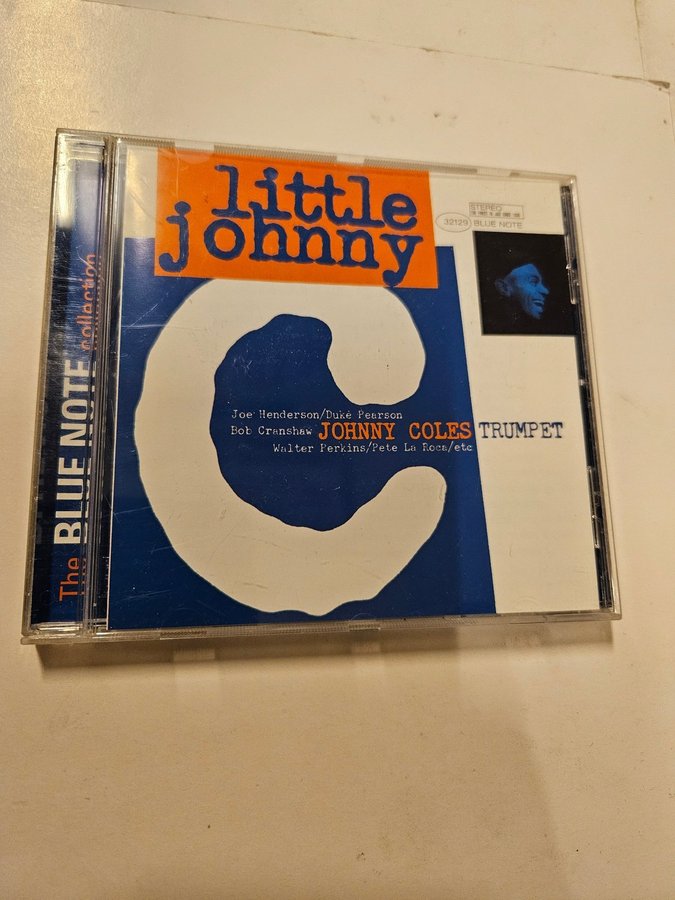 little
johnny
C
STEREO
32129 BLUE NOTE
Joe Henderson/Duke Pearson
Bob Cranshaw JOHNNY COLES TRUMPET
Walter Perkins/Pete La Roca/etc
The BLUE NOTE collection